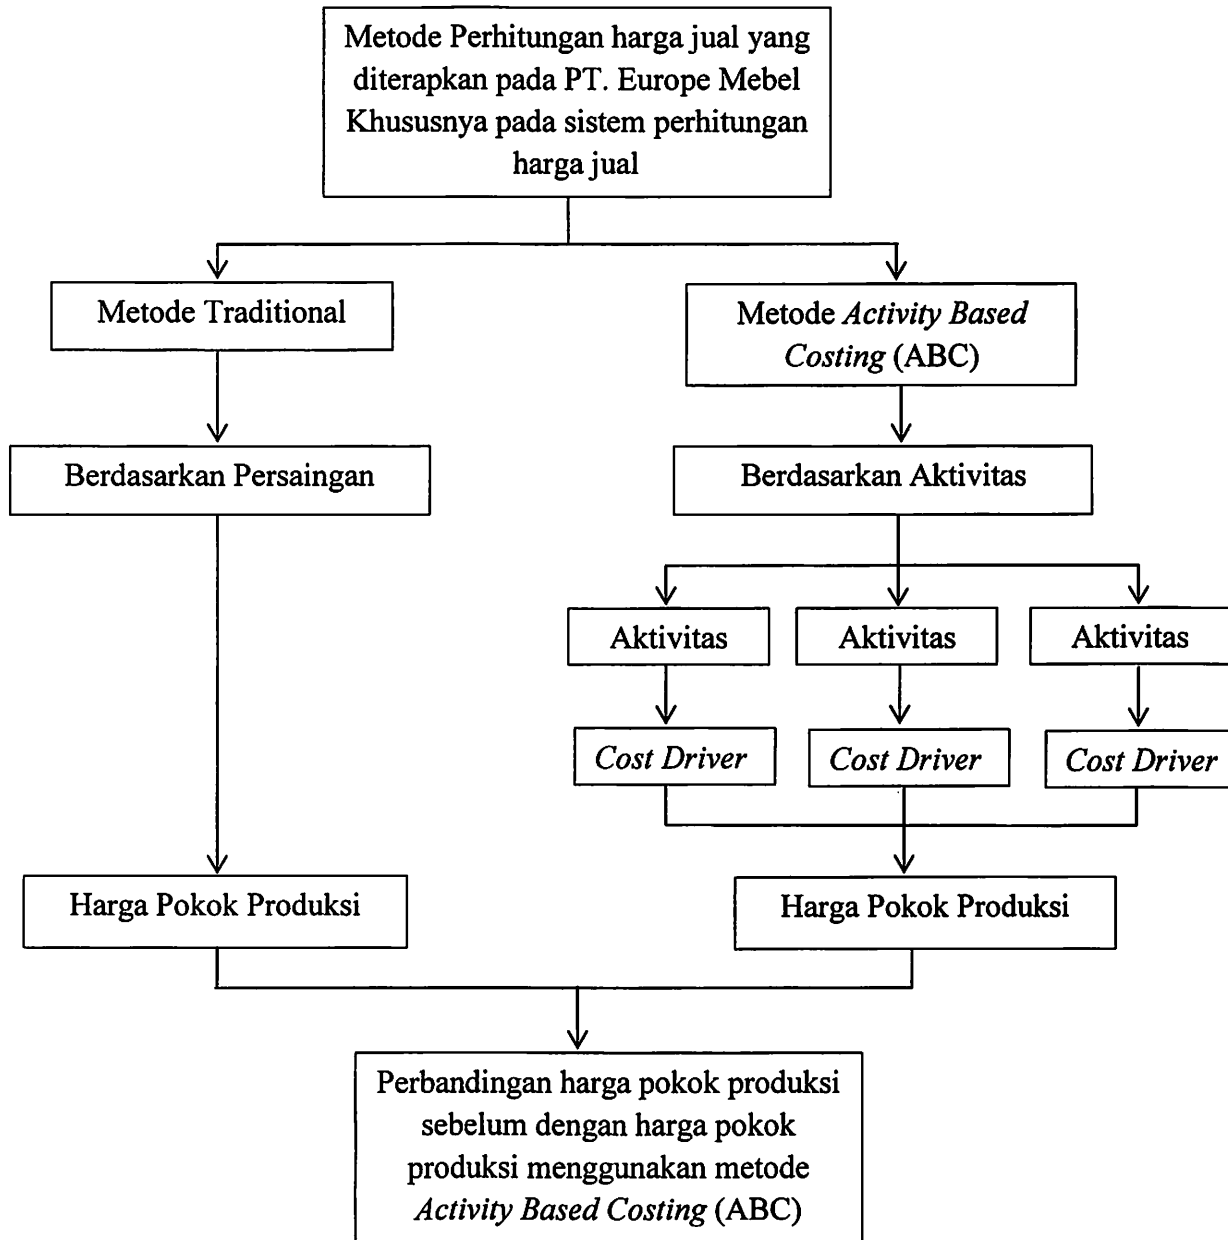 Metode Perhitungan harga jual yang
diterapkan pada PT. Europe Mebel
Khususnya pada sistem perhitungan
harga jual
Metode Traditional
Metode Activity Based
Costing (ABC)
Berdasarkan Persaingan
Berdasarkan Aktivitas
Aktivitas
Aktivitas
Aktivitas
Cost Driver
Cost Driver
Cost Driver
Harga Pokok Produksi
Harga Pokok Produksi
Perbandingan harga pokok produksi
sebelum dengan harga pokok
produksi menggunakan metode
Activity Based Costing (ABC)